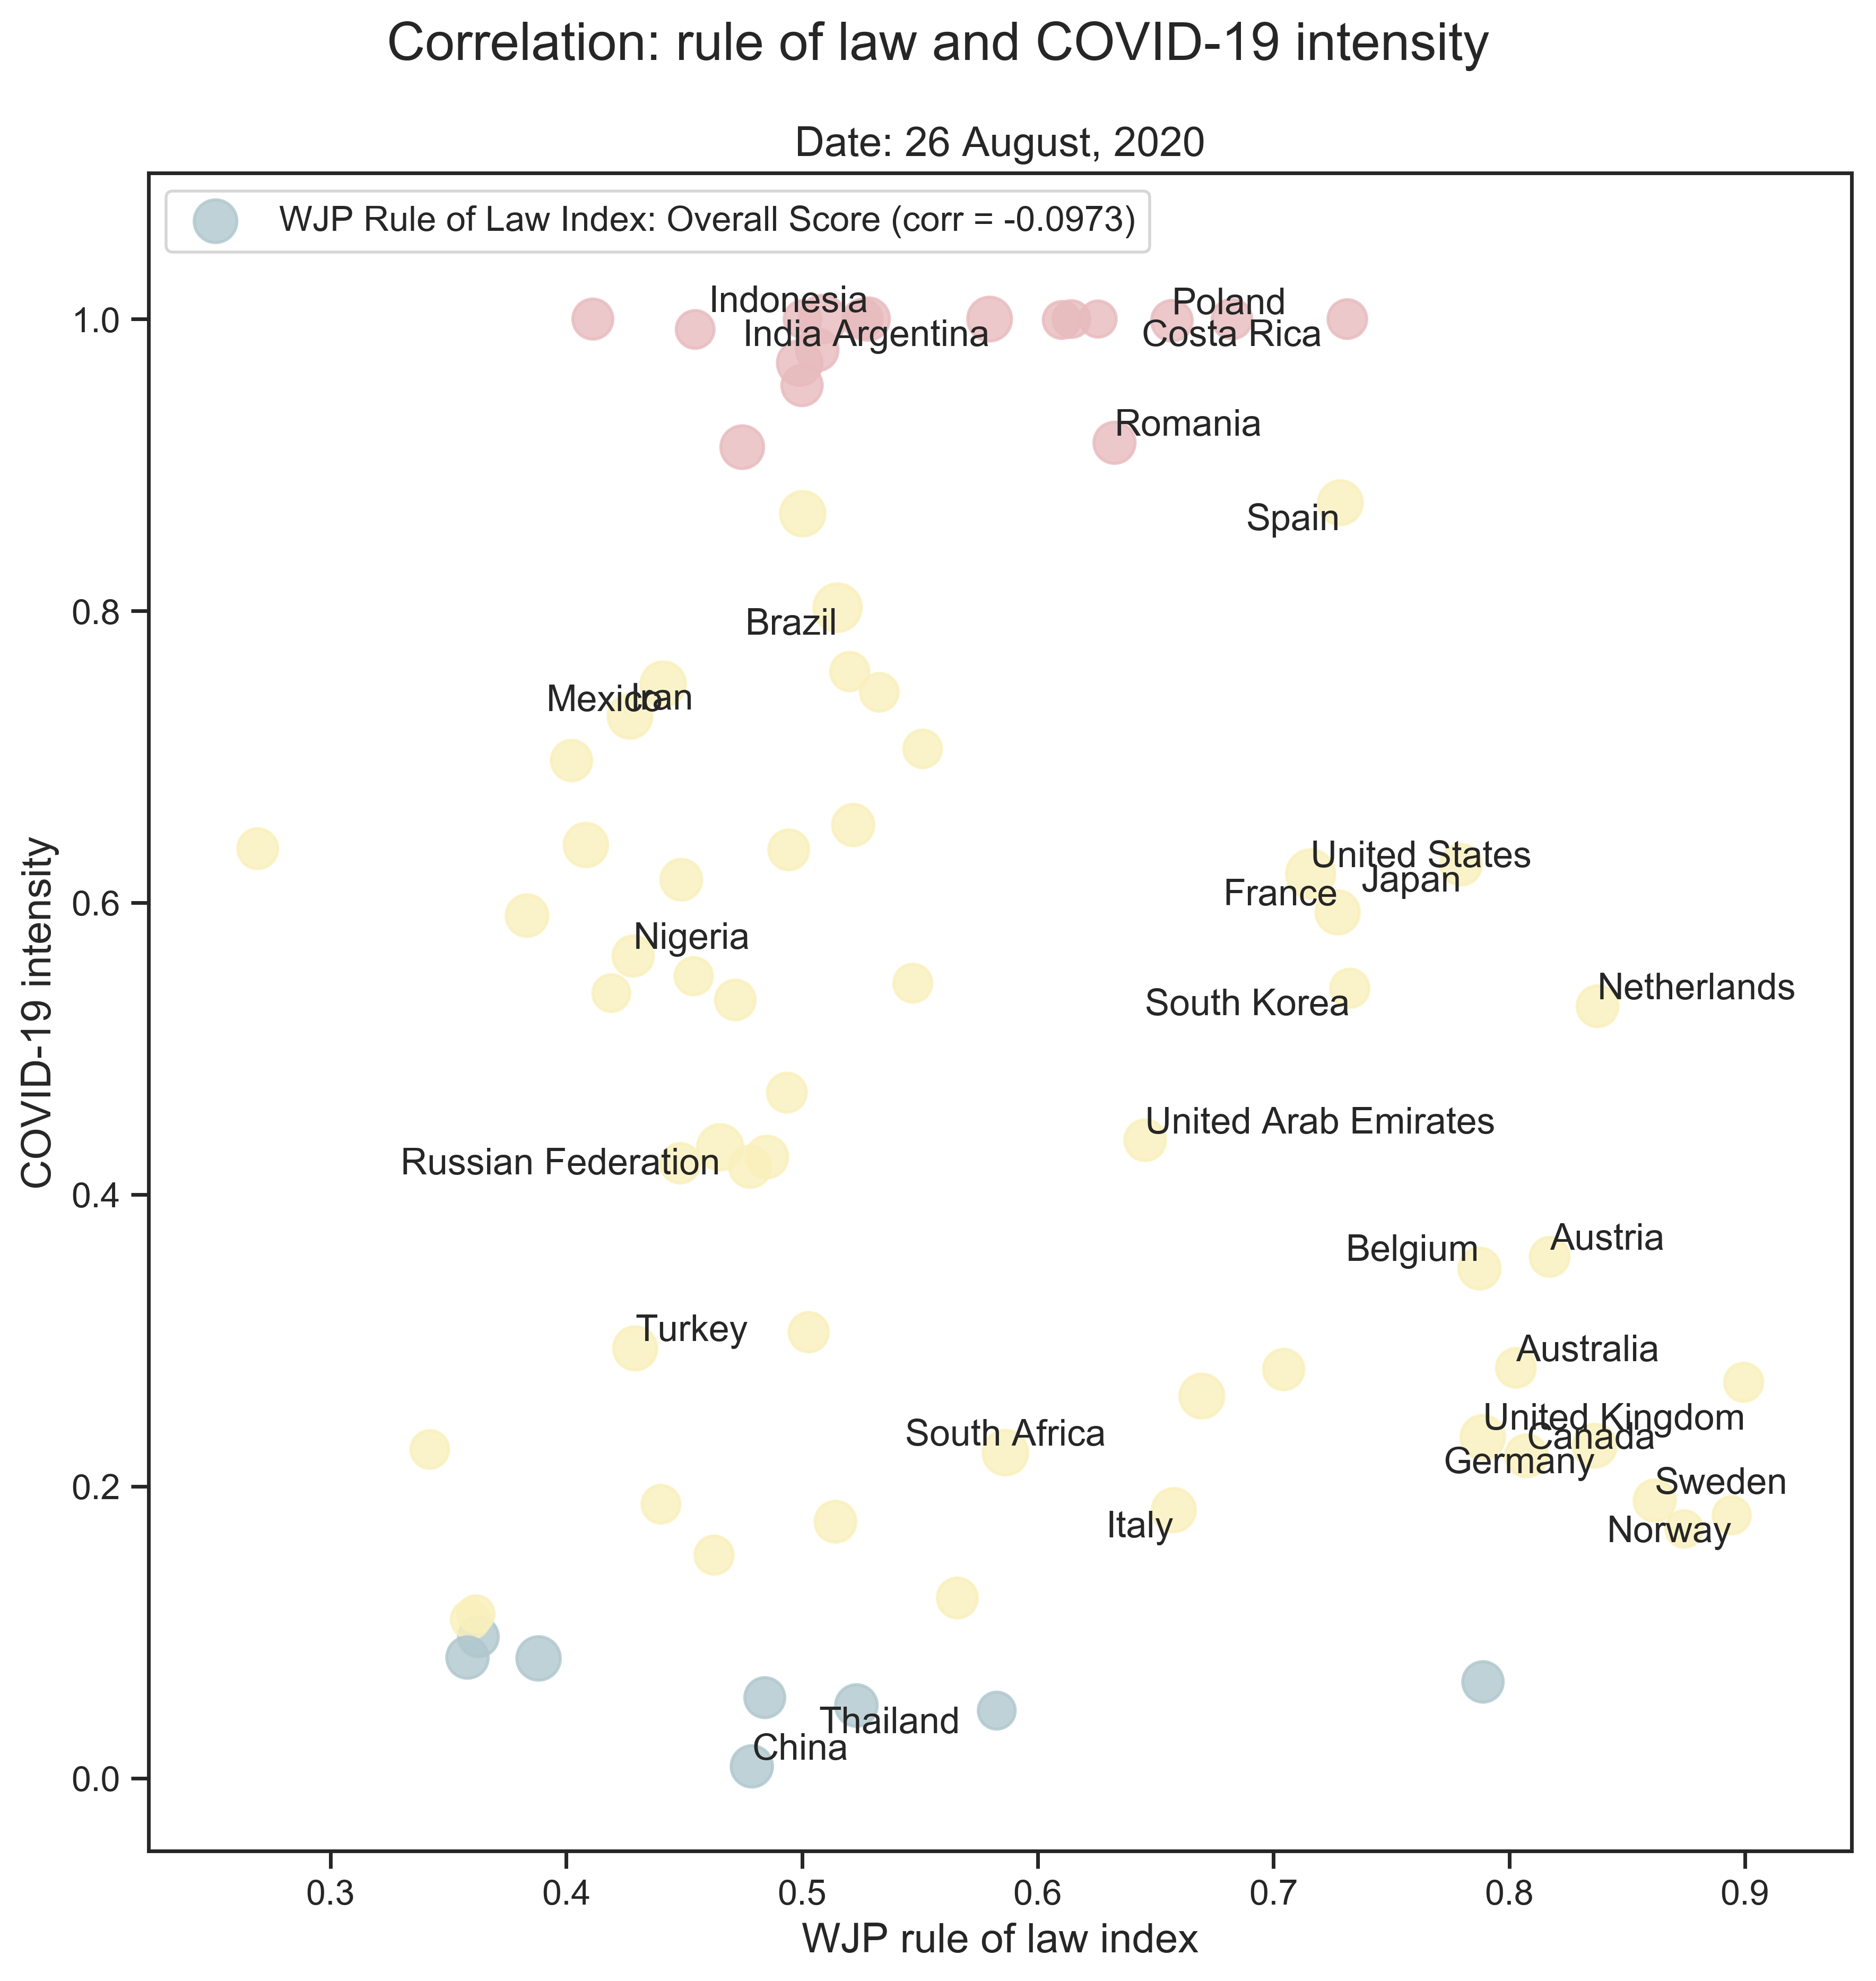 Correlation: rule of law and COVID-19 intensity
Date: 26 August, 2020
WJP Rule of Law Index: Overall Score (corr = -0.0973)
Indonesia
Poland
1.0
India Argentina
Costa Rica
Romania
Spain
0.8
Brazil
Mexico
Iran
United States
Japan
France
0.6
Nigeria
Netherlands
South Korea
COVID-19 intensity
United Arab Emirates
Russian Federation
0.4
Austria
Belgium
Turkey
Australia
United Kingdom
South Africa
Canada
Germany
0.2
Sweden
Italy
Norway
Thailand
China
0.0
0.3 0.4 0.5 0.6 0.7 0.8 0.9
WJP rule of law index